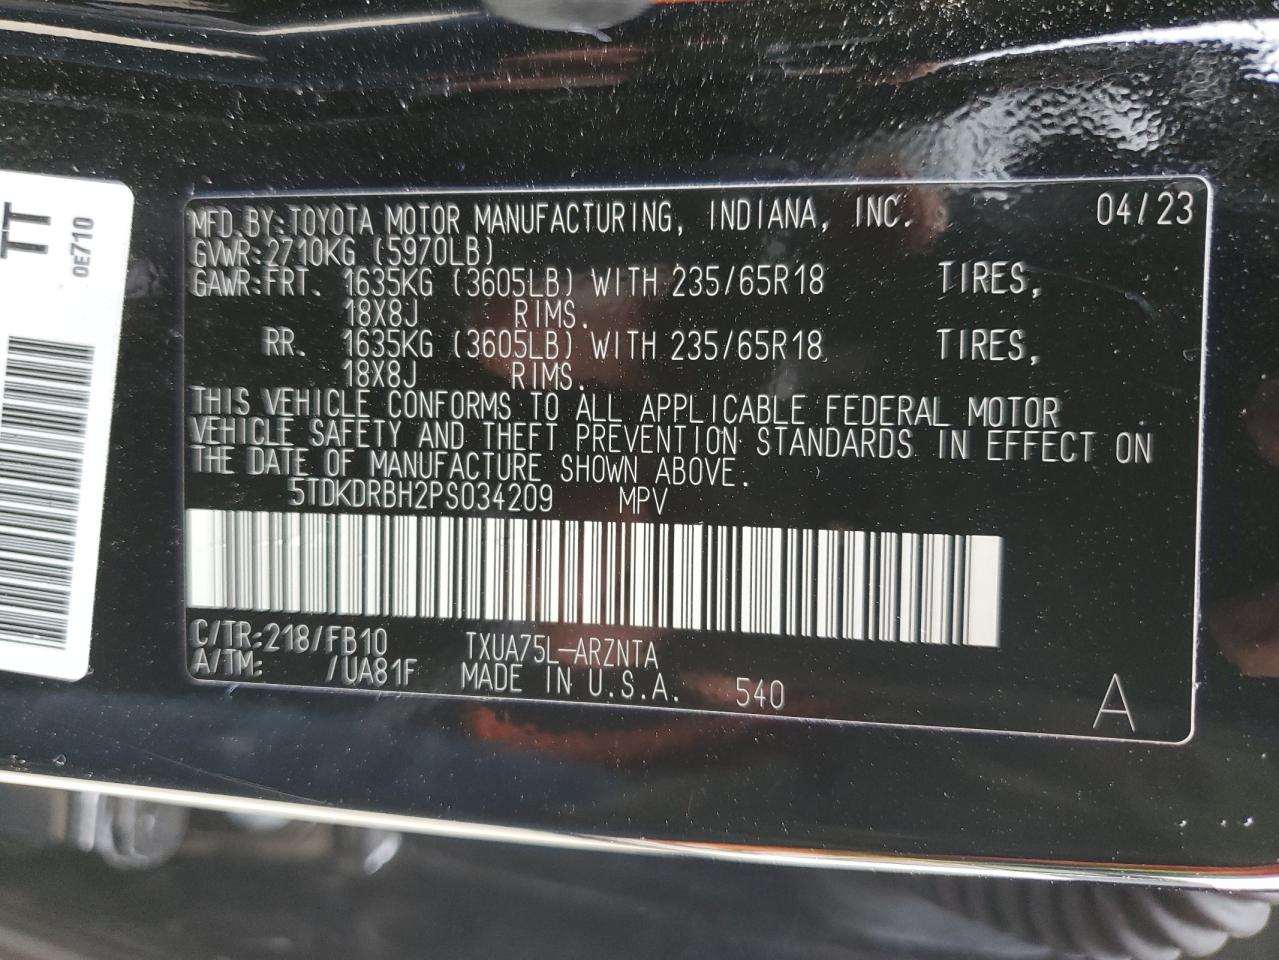 TT
0E710
MFD BY:TOYOTA MOTOR MANUFACTURING, INDIANA, INC. 04/23
GVWR:2710KG (5970LB)
GAWR:FRT. 1635KG (3605LB) WITH 235/65R18 TIRES,
18X8J RIMS.
RR. 1635KG (3605LB) WITH 235/65R18 TIRES,
18X8J RIMS.
THIS VEHICLE CONFORMS TO ALL APPLICABLE FEDERAL MOTOR
VEHICLE SAFETY AND THEFT PREVENTION STANDARDS IN EFFECT ON
THE DATE OF MANUFACTURE SHOWN ABOVE.
5TDKDRBH2PS034209 MPV
C/TR:218/FB10 TXUA75L-ARZNTA
A/TM: /UA81F MADE IN U.S.A. 540
A